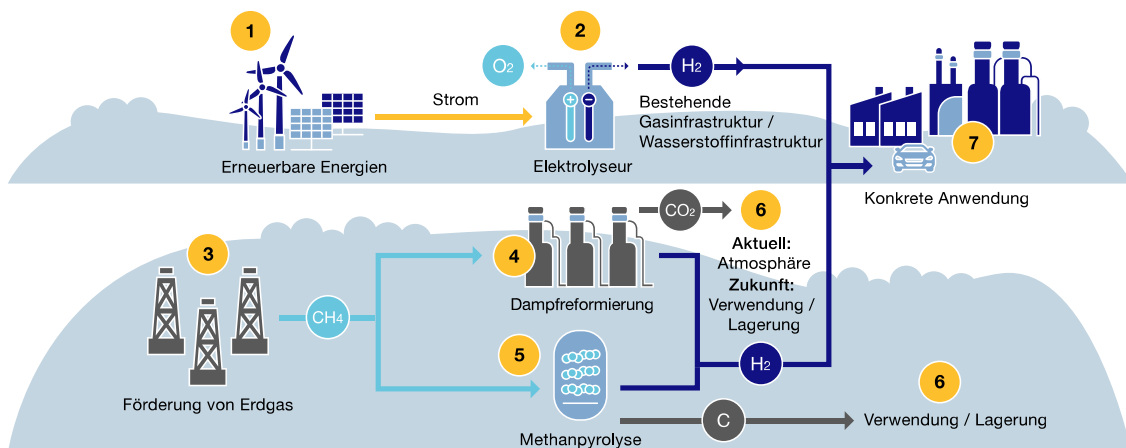 1
2
O₂
H₂
Strom
Bestehende
Gasinfrastruktur /
Wasserstoffinfrastruktur
Erneuerbare Energien
Elektrolyseur
7
Konkrete Anwendung
3
CH₄
Förderung von Erdgas
4
Dampfreformierung
CO₂
6
Aktuell:
Atmosphäre
Zukunft:
Verwendung /
Lagerung
5
Methanpyrolyse
H₂
C
6
Verwendung / Lagerung